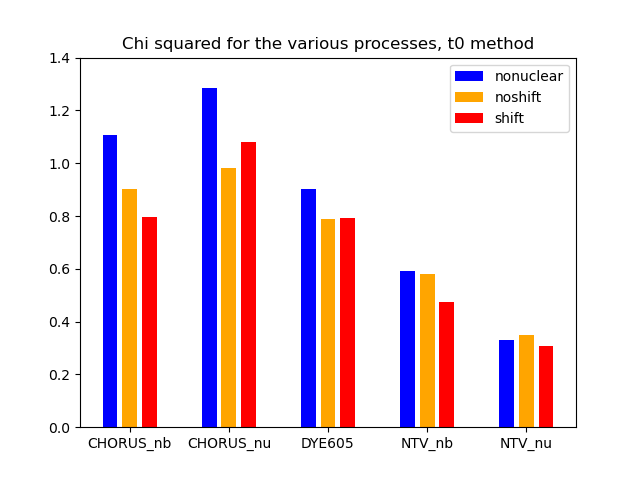 Chi squared for the various processes, t0 method
1.4
1.2
1.0
0.8
0.6
0.4
0.2
0.0
nonuclear
noshift
shift
CHORUS_nb CHORUS_nu DYE605 NTV_nb NTV_nu